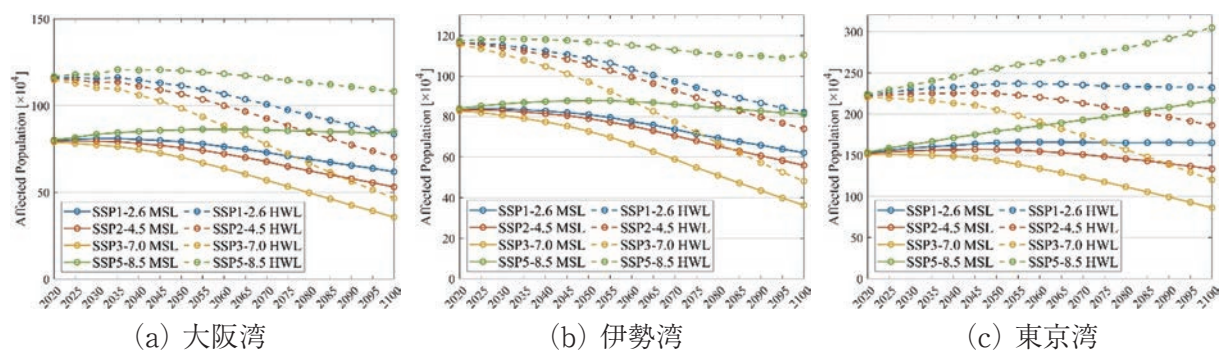 Affected Population [×10⁴]
150
100
50
0
SSP1-2.6 MSL SSP1-2.6 HWL
SSP2-4.5 MSL SSP2-4.5 HWL
SSP3-7.0 MSL SSP3-7.0 HWL
SSP5-8.5 MSL SSP5-8.5 HWL
2020 2025 2030 2035 2040 2045 2050 2055 2060 2065 2070 2075 2080 2085 2090 2095 2100
(a) 大阪湾
Affected Population [×10⁴]
120
100
80
60
40
20
0
SSP1-2.6 MSL SSP1-2.6 HWL
SSP2-4.5 MSL SSP2-4.5 HWL
SSP3-7.0 MSL SSP3-7.0 HWL
SSP5-8.5 MSL SSP5-8.5 HWL
2020 2025 2030 2035 2040 2045 2050 2055 2060 2065 2070 2075 2080 2085 2090 2095 2100
(b) 伊勢湾
Affected Population [×10⁴]
300
250
200
150
100
50
0
SSP1-2.6 MSL SSP1-2.6 HWL
SSP2-4.5 MSL SSP2-4.5 HWL
SSP3-7.0 MSL SSP3-7.0 HWL
SSP5-8.5 MSL SSP5-8.5 HWL
2020 2025 2030 2035 2040 2045 2050 2055 2060 2065 2070 2075 2080 2085 2090 2095 2100
(c) 東京湾